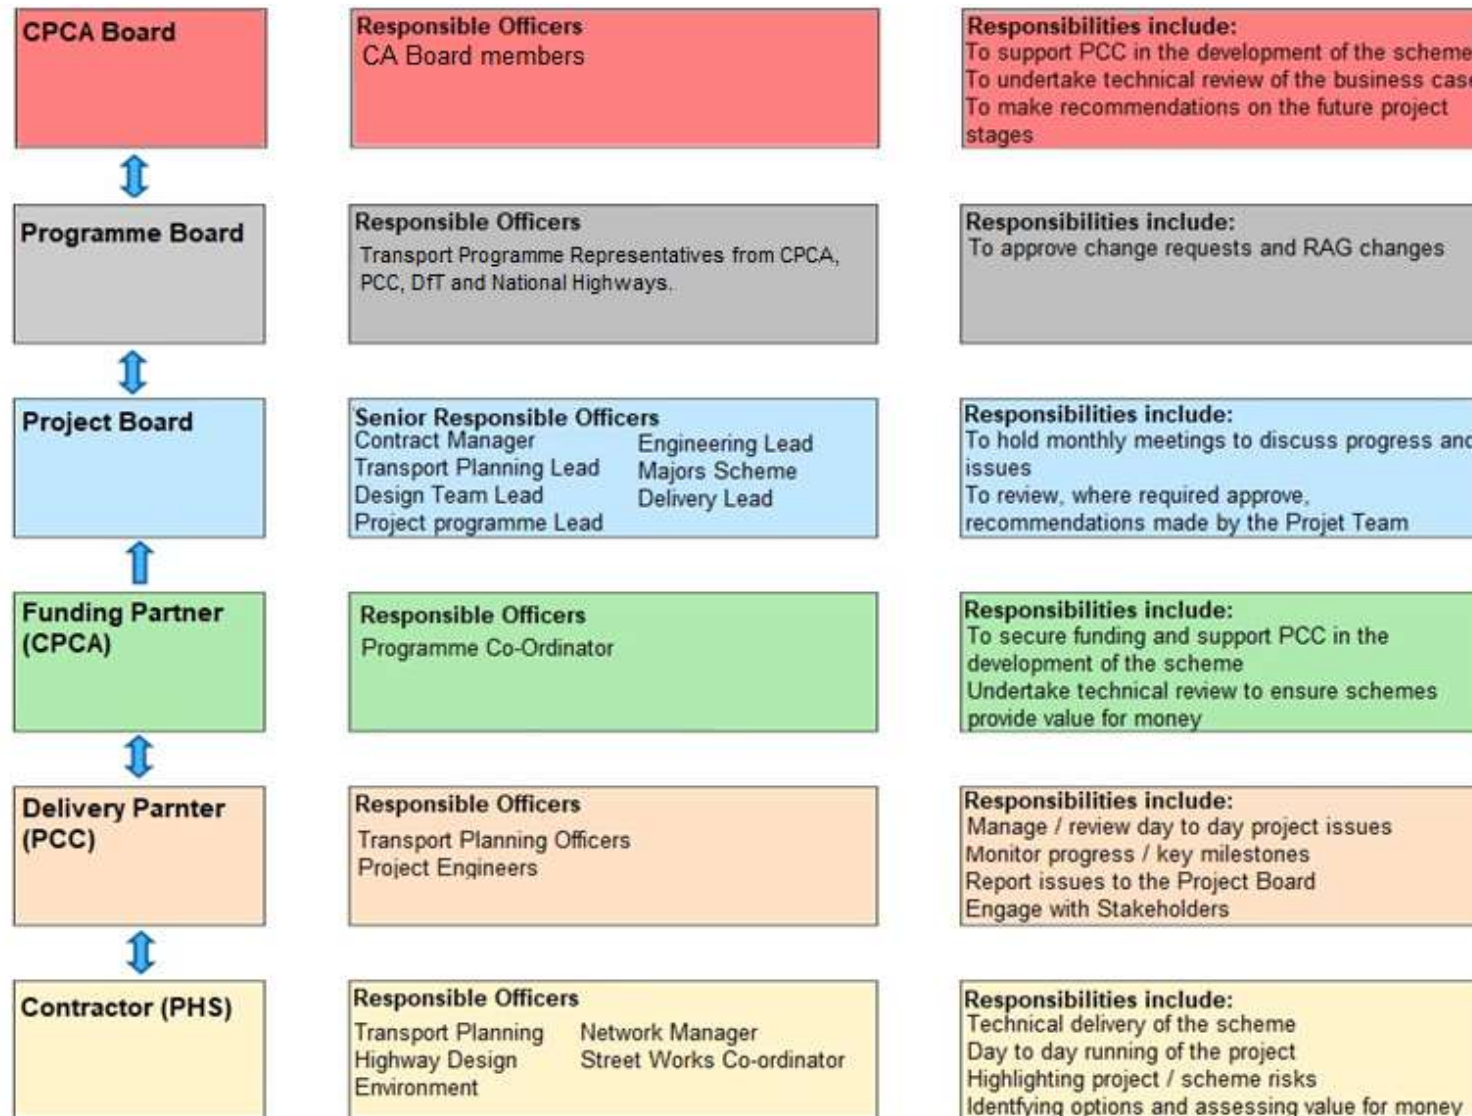 CPCA Board
Responsible Officers
CA Board members
Responsibilities include:
To support PCC in the development of the scheme
To undertake technical review of the business case
To make recommendations on the future project
stages
Programme Board
Responsible Officers
Transport Programme Representatives from CPCA,
PCC, DfT and National Highways.
Responsibilities include:
To approve change requests and RAG changes
Project Board
Senior Responsible Officers
Contract Manager
Transport Planning Lead
Design Team Lead
Project programme Lead
Engineering Lead
Majors Scheme
Delivery Lead
Responsibilities include:
To hold monthly meetings to discuss progress and
issues
To review, where required approve,
recommendations made by the Projet Team
Funding Partner
(CPCA)
Responsible Officers
Programme Co-Ordinator
Responsibilities include:
To secure funding and support PCC in the
development of the scheme
Undertake technical review to ensure schemes
provide value for money
Delivery Parnter
(PCC)
Responsible Officers
Transport Planning Officers
Project Engineers
Responsibilities include:
Manage / review day to day project issues
Monitor progress / key milestones
Report issues to the Project Board
Engage with Stakeholders
Contractor (PHS)
Responsible Officers
Transport Planning
Highway Design
Environment
Network Manager
Street Works Co-ordinator
Responsibilities include:
Technical delivery of the scheme
Day to day running of the project
Highlighting project / scheme risks
Identfying options and assessing value for money